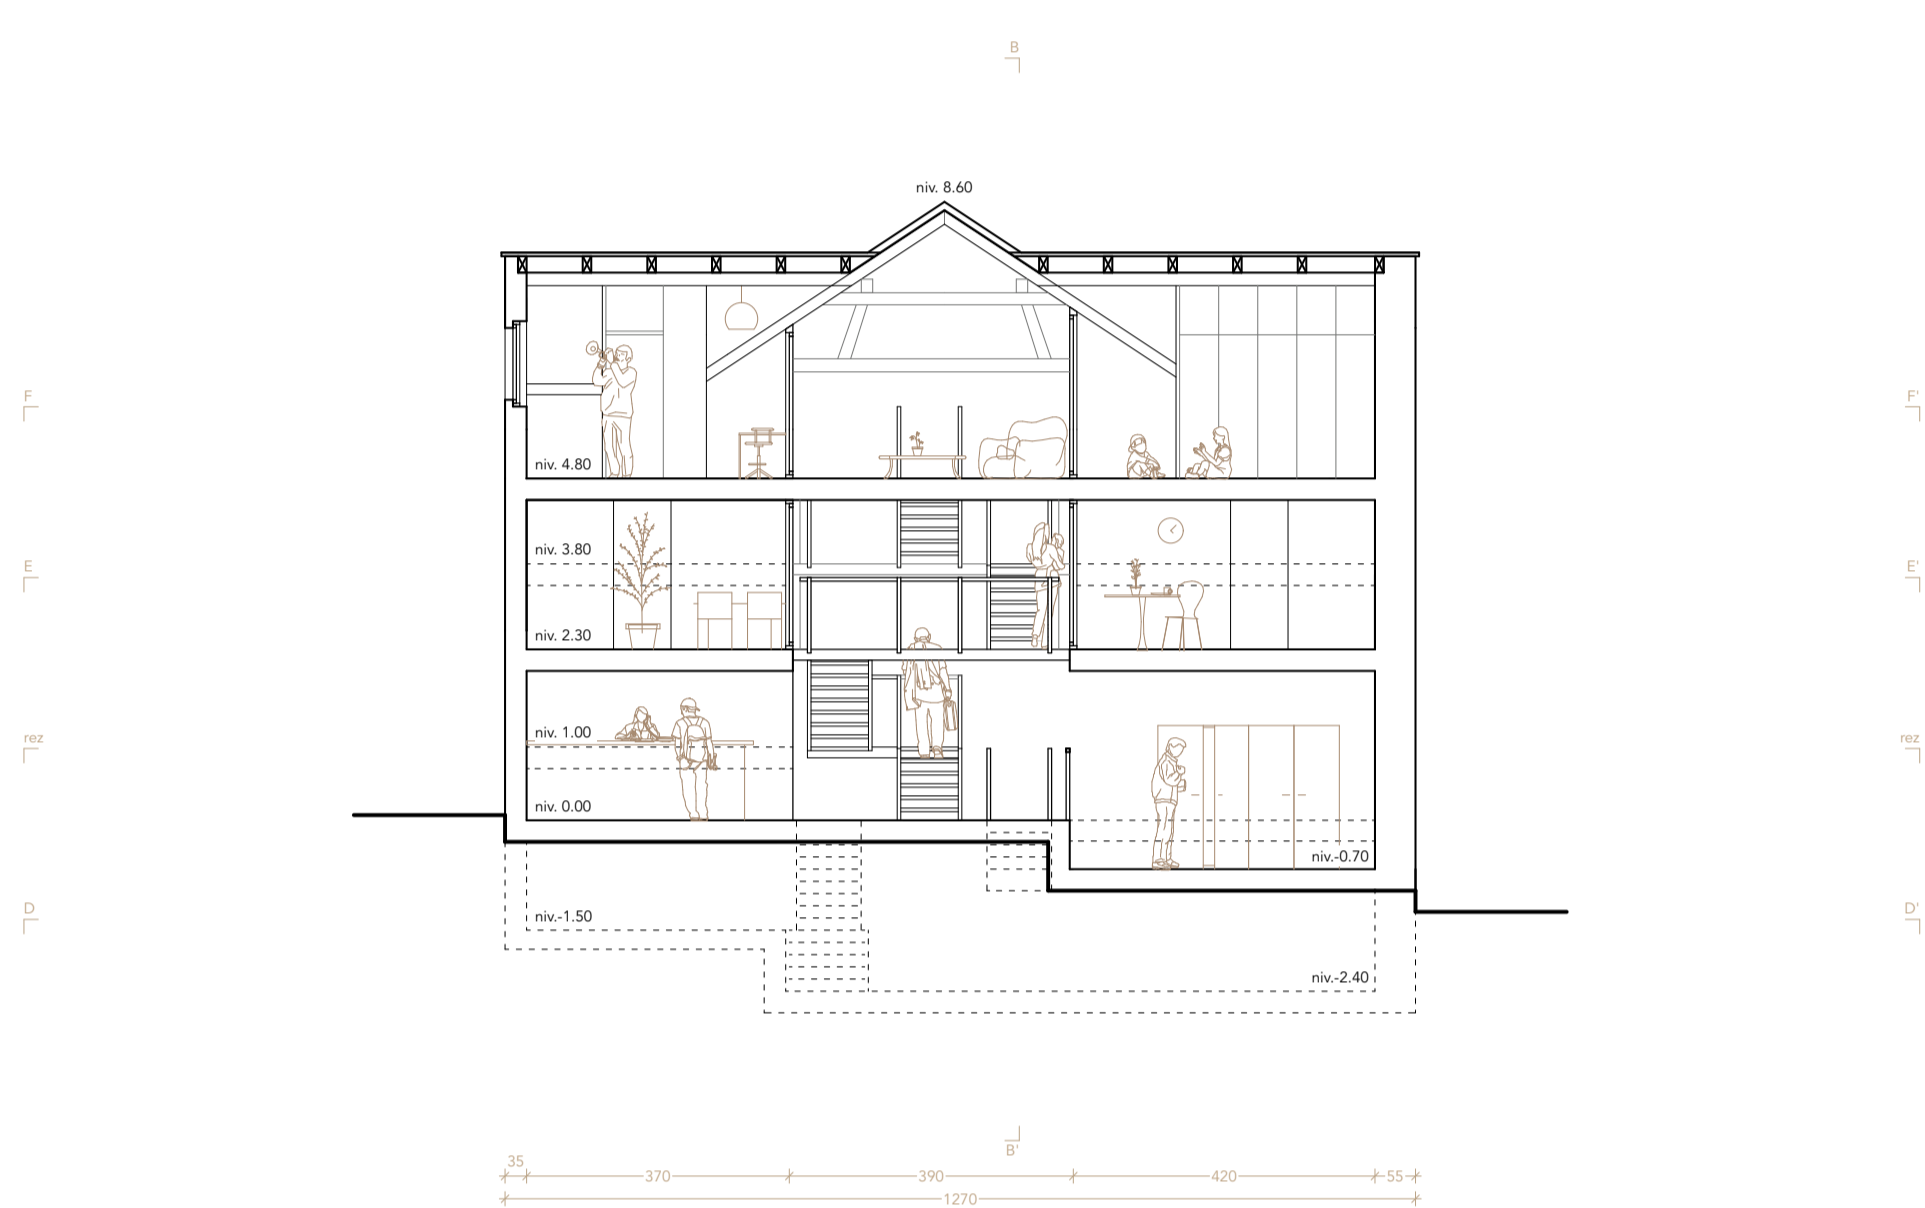 B
niv. 8.60
F
F'
niv. 4.80
niv. 3.80
E
E'
niv. 2.30
niv. 1.00
rez
rez
niv. 0.00
niv.-0.70
D
D'
niv.-1.50
niv.-2.40
B'
35
370
390
420
55
1270